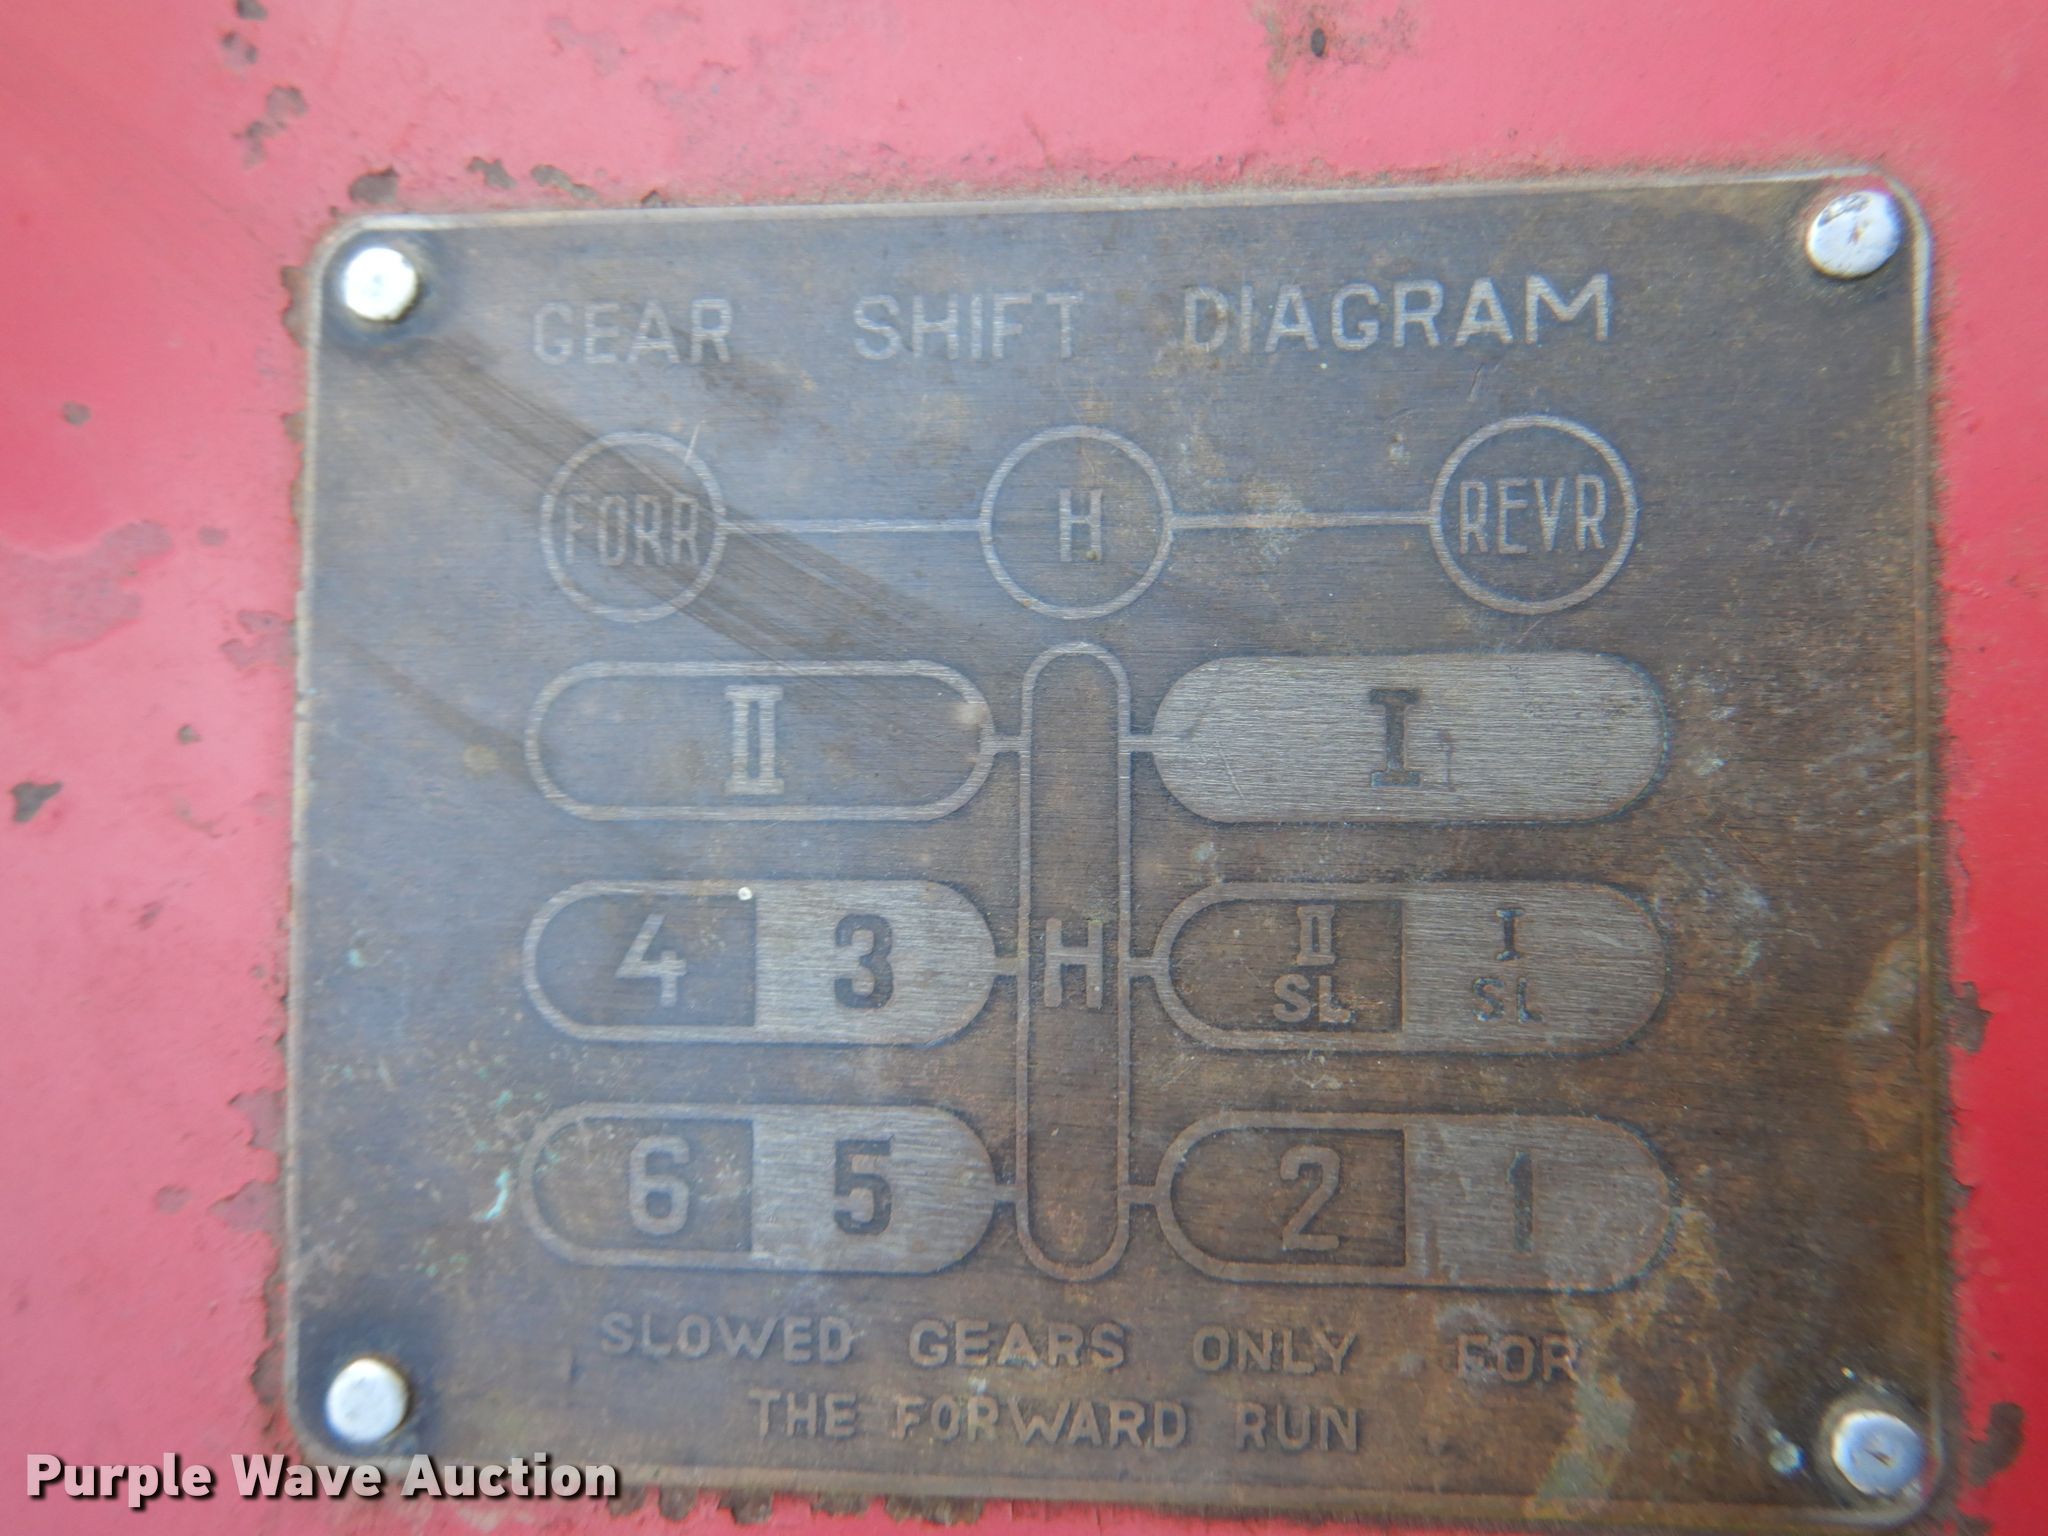 GEAR SHIFT DIAGRAM
FORR H REVR
II I
4 3 H II SL I SL
6 5 2 1
SLOWED GEARS ONLY FOR
THE FORWARD RUN
Purple Wave Auction